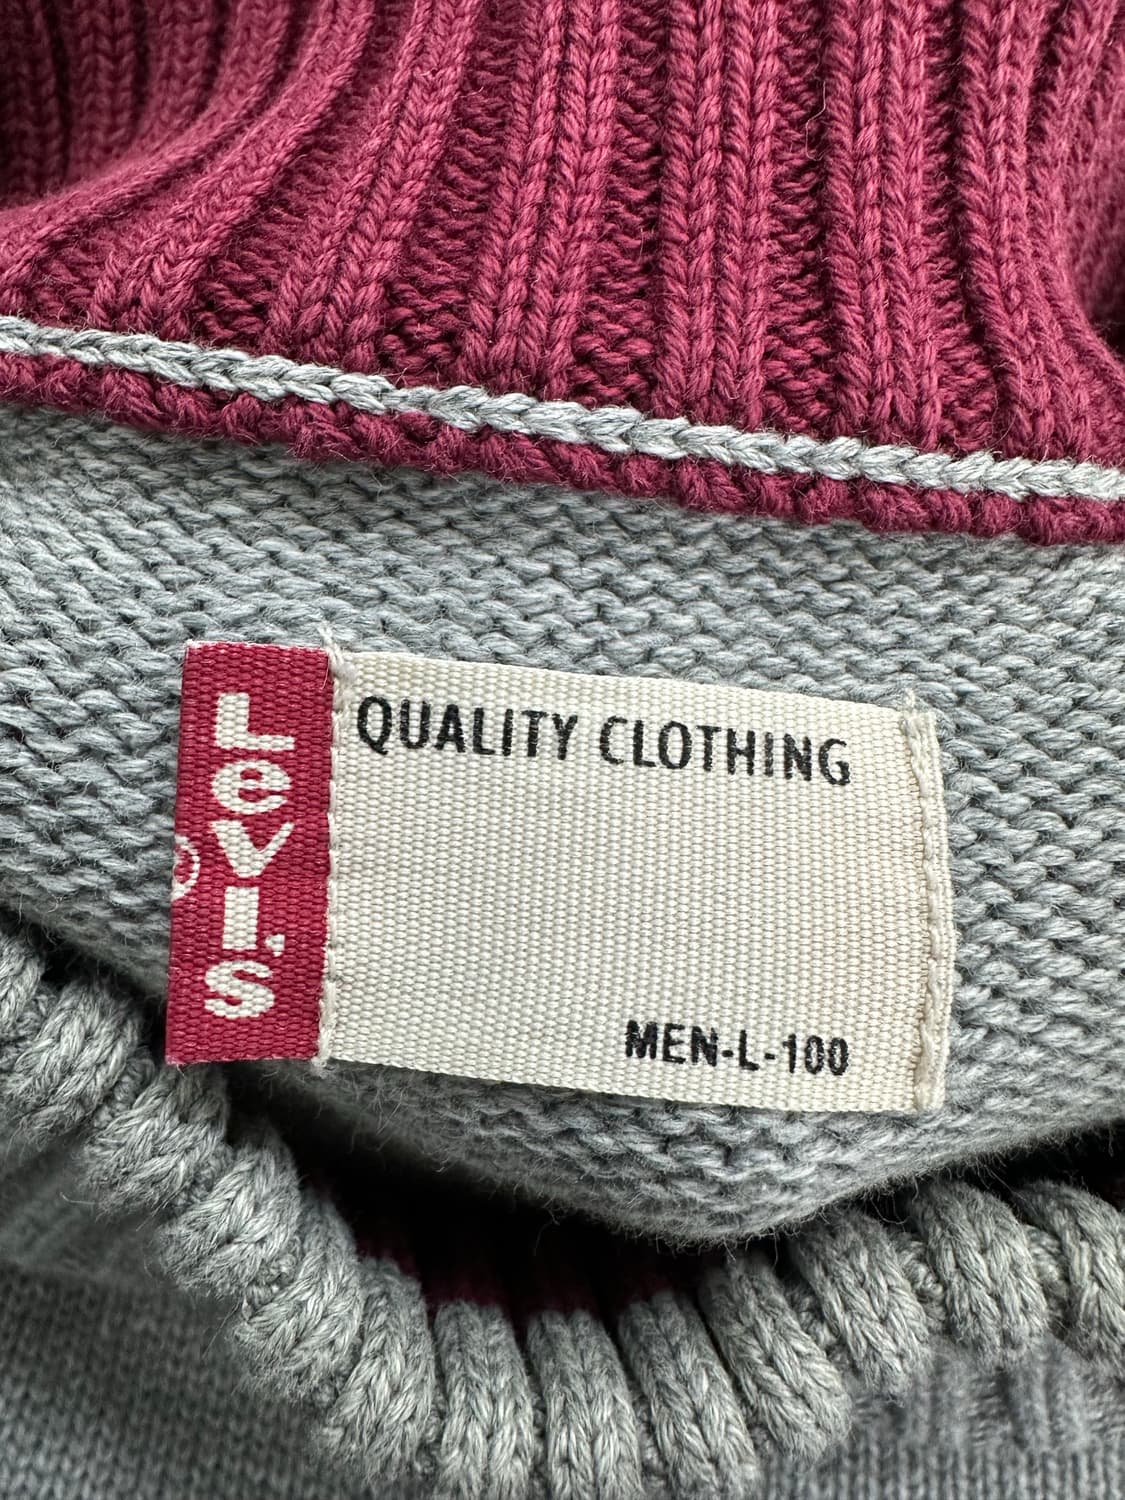 Levi's
®
QUALITY CLOTHING
MEN-L-100